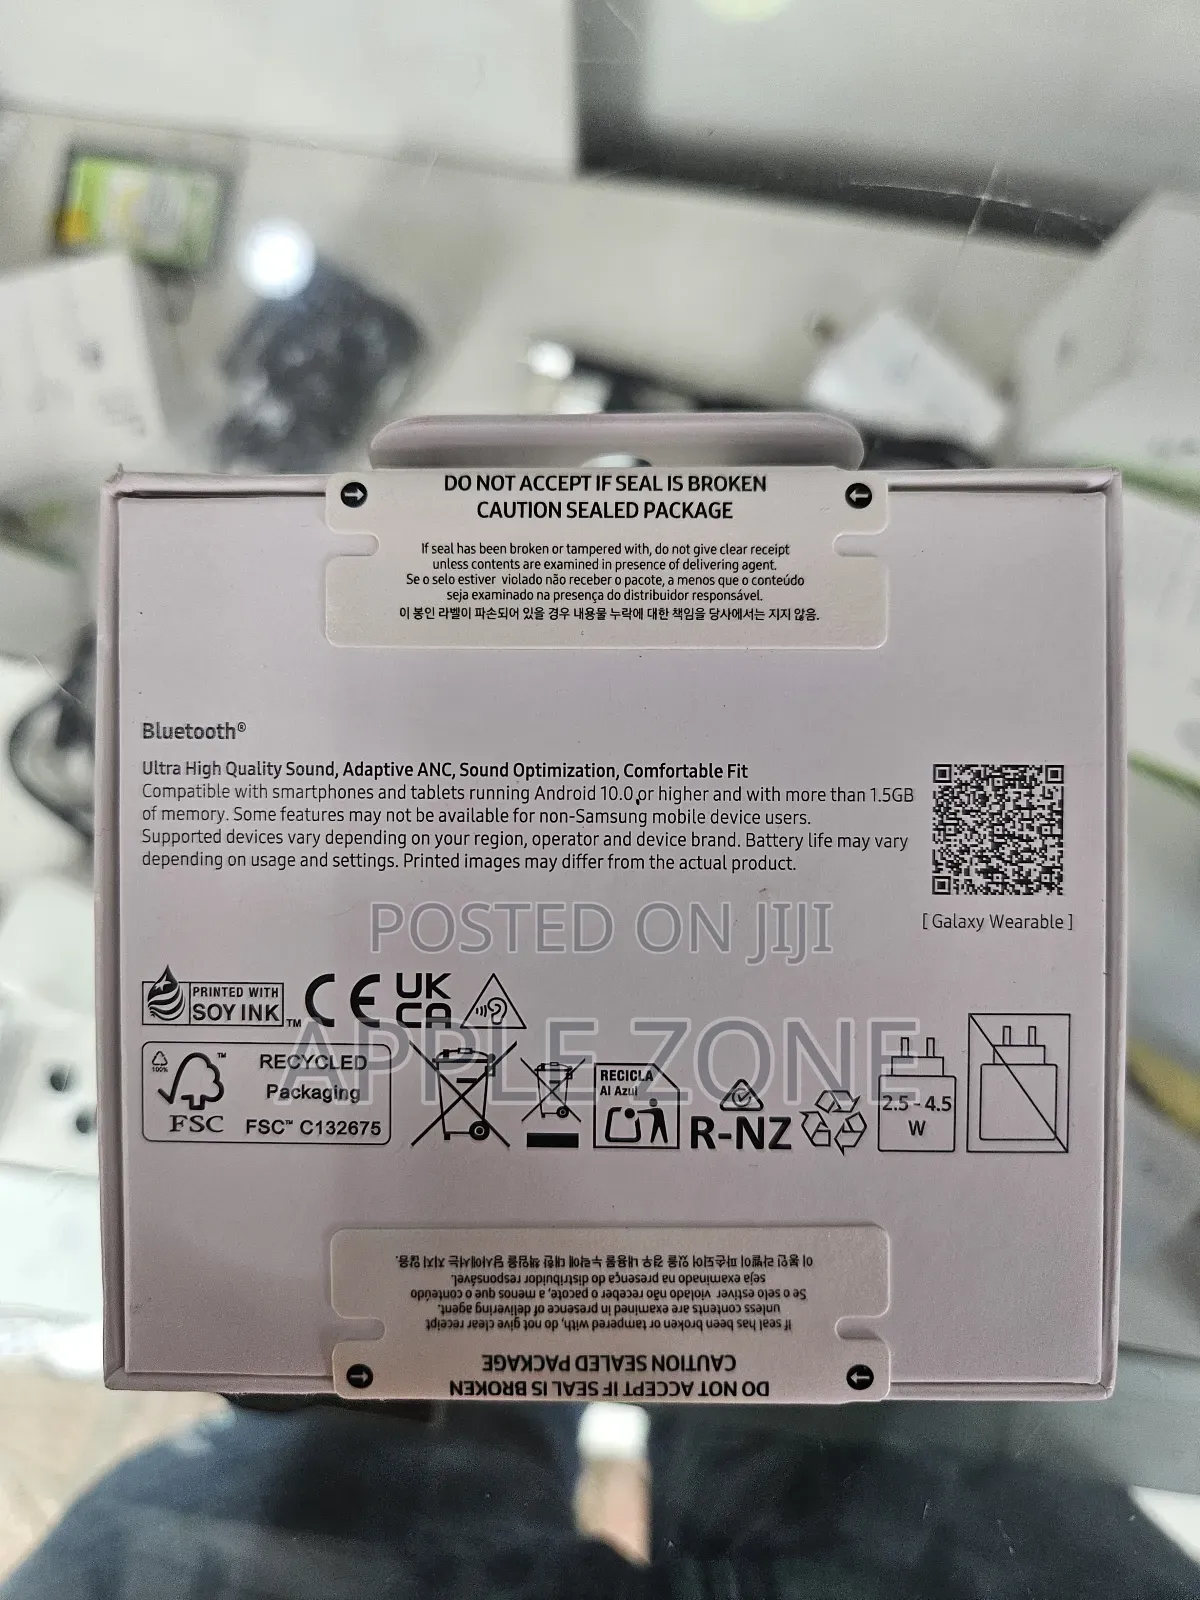 DO NOT ACCEPT IF SEAL IS BROKEN
CAUTION SEALED PACKAGE
If seal has been broken or tampered with, do not give clear receipt
unless contents are examined in presence of delivering agent.
Se o selo estiver violado não receber o pacote, a menos que o conteúdo
seja examinado na presença do distribuidor responsável.
이 봉인 라벨이 파손되어 있을 경우 내용물 누락에 대한 책임을 당사에서는 지지 않음.
Bluetooth®
Ultra High Quality Sound, Adaptive ANC, Sound Optimization, Comfortable Fit
Compatible with smartphones and tablets running Android 10.0 or higher and with more than 1.5GB
of memory. Some features may not be available for non-Samsung mobile device users.
Supported devices vary depending on your region, operator and device brand. Battery life may vary
depending on usage and settings. Printed images may differ from the actual product.
[ Galaxy Wearable ]
POSTED ON JIJI
APPLE ZONE
PRINTED WITH
SOY INK™
CE
UK
CA
100%
FSC™
RECYCLED
Packaging
FSC™ C132675
RECICLA
Al Azul
R-NZ
2.5 - 4.5
W
이 봉인 라벨이 파손되어 있을 경우 내용물 누락에 대한 책임을 당사에서는 지지 않음.
seja examinado na presença do distribuidor responsável.
Se o selo estiver violado não receber o pacote, a menos que o conteúdo
unless contents are examined in presence of delivering agent.
If seal has been broken or tampered with, do not give clear receipt
CAUTION SEALED PACKAGE
DO NOT ACCEPT IF SEAL IS BROKEN